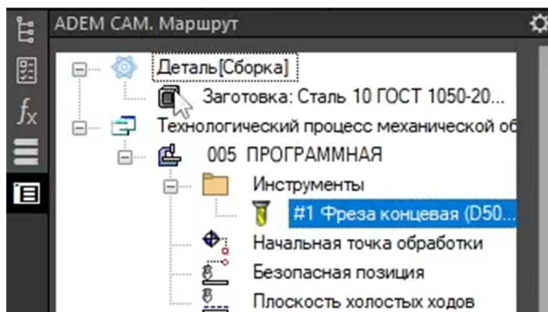 ADEM CAM. Маршрут
Деталь[Сборка]
Заготовка: Сталь 10 ГОСТ 1050-20...
fx
Технологический процесс механической об
005 ПРОГРАММНАЯ
Инструменты
#1 Фреза концевая (D50...
Начальная точка обработки
Безопасная позиция
Плоскость холостых ходов